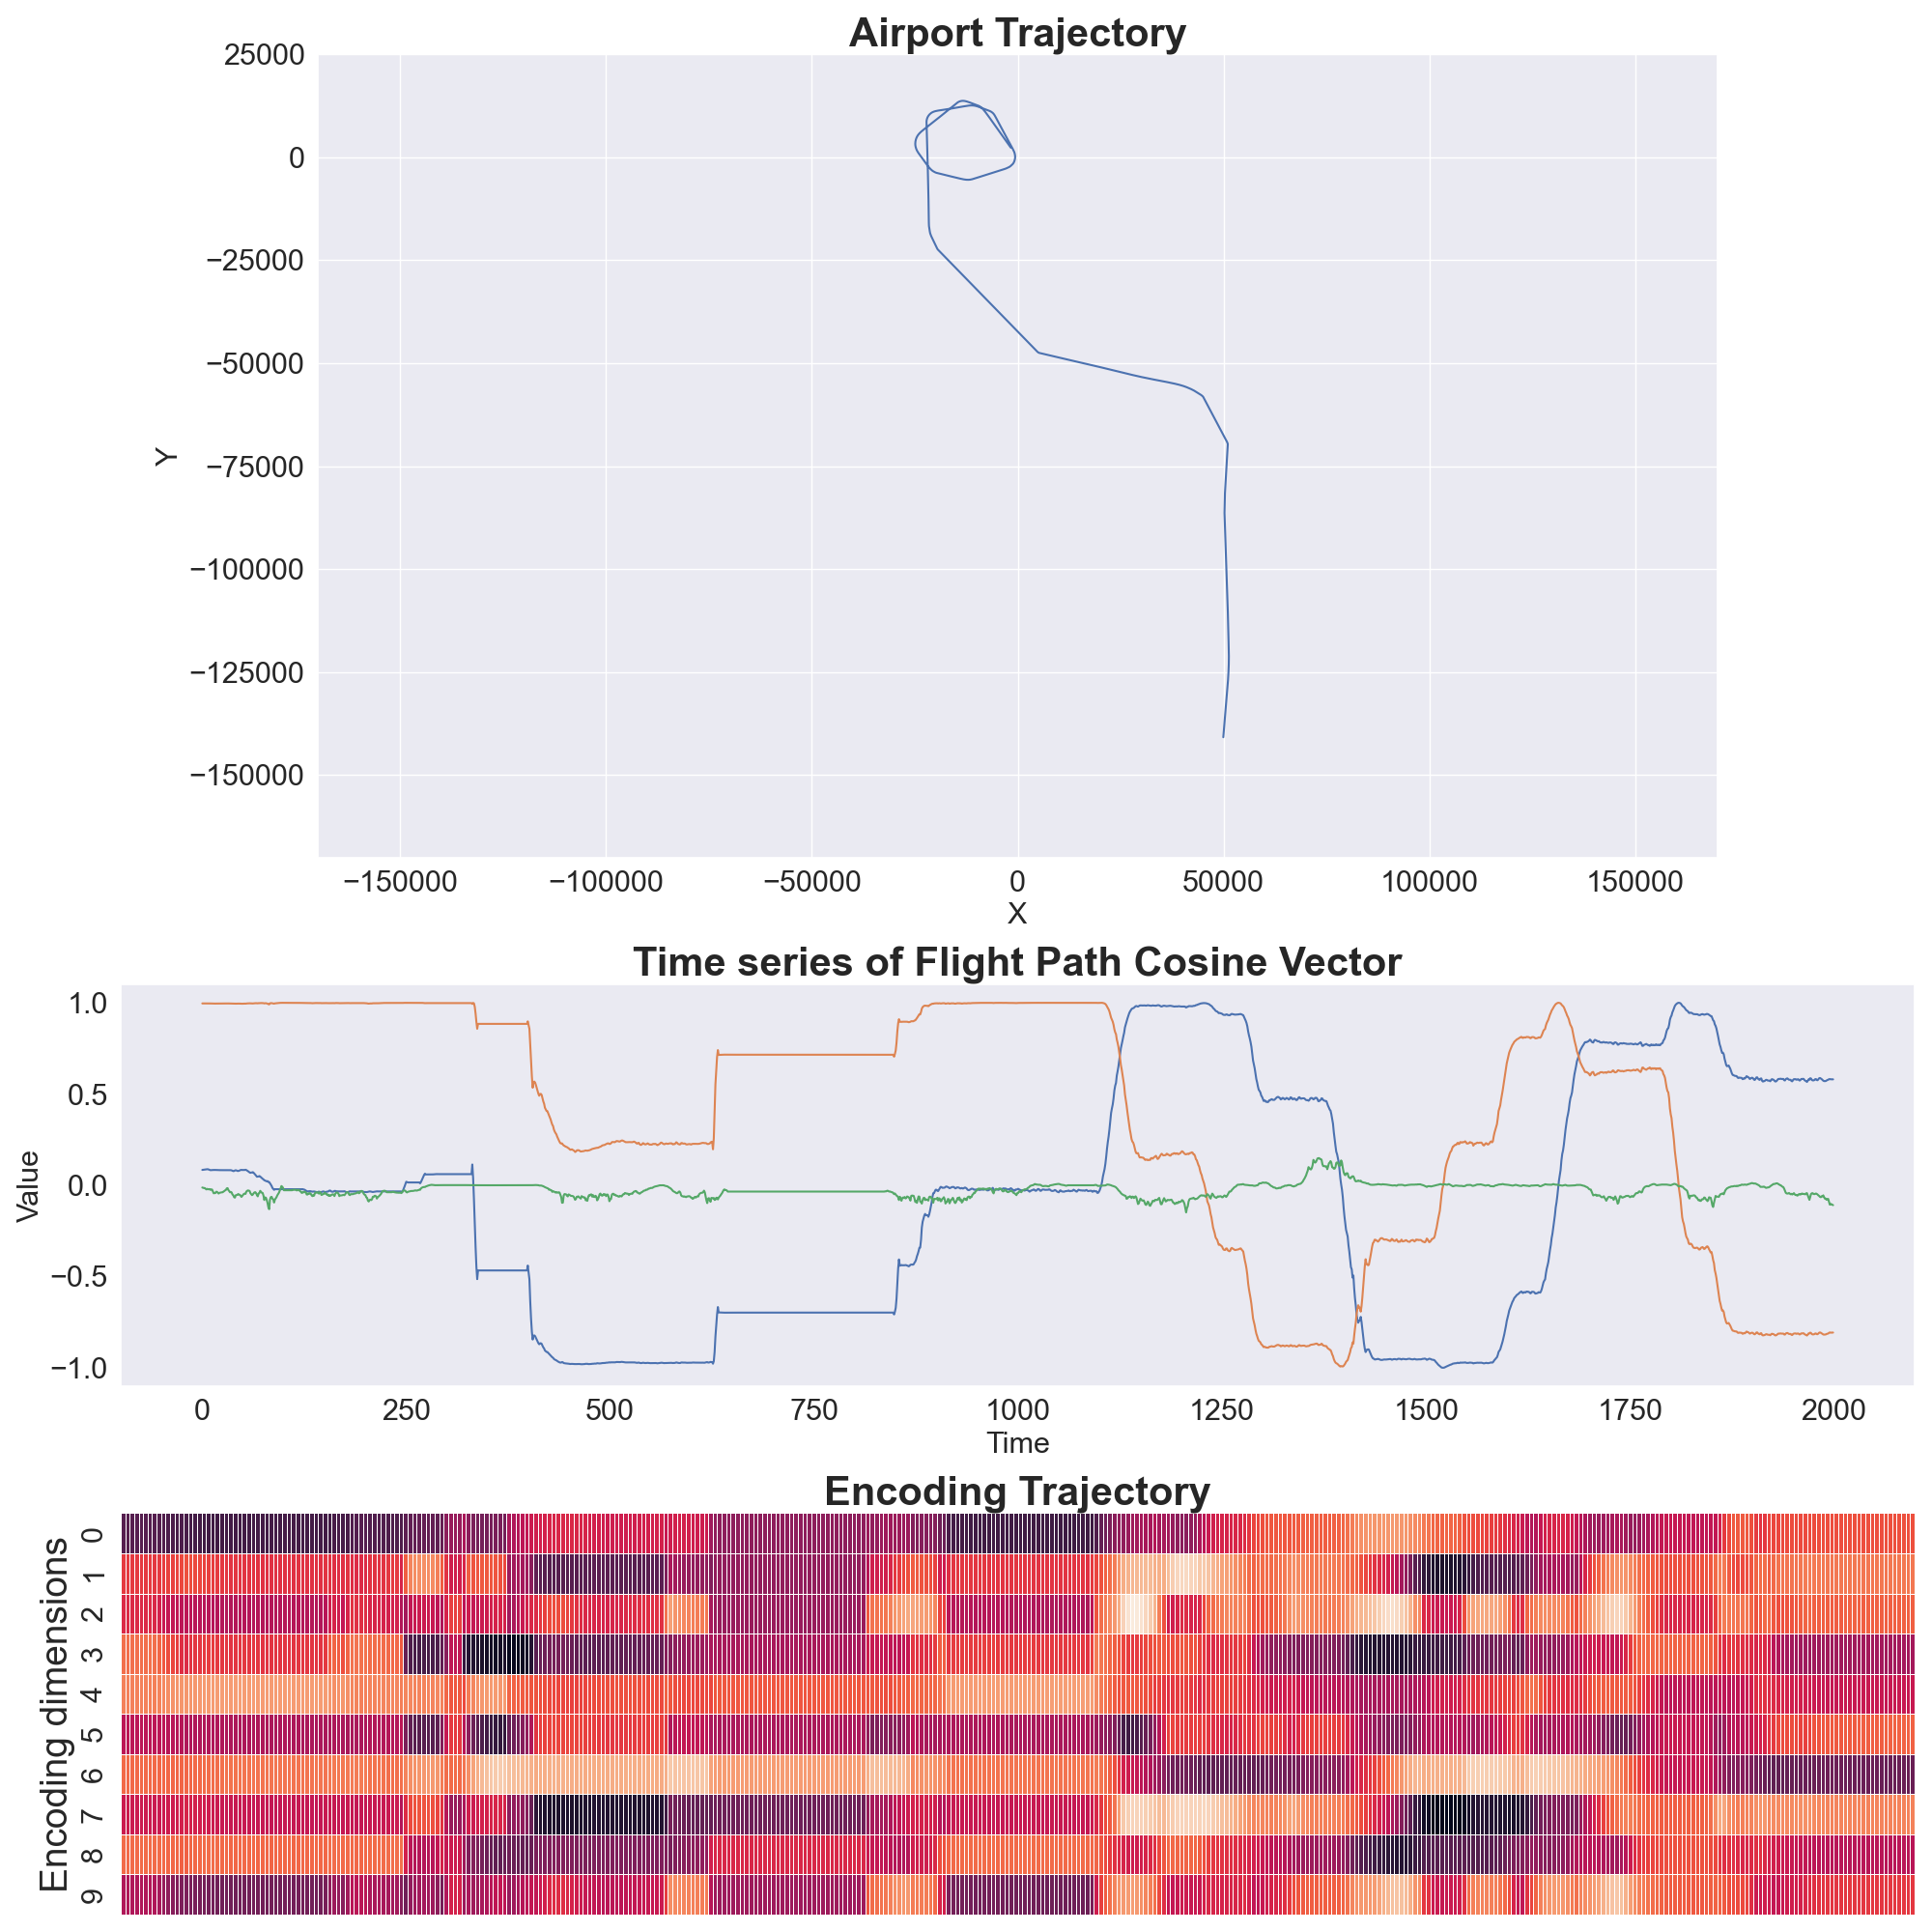 Airport Trajectory
25000
0
−25000
−50000
−75000
−100000
−125000
−150000
Y
−150000 −100000 −50000 0 50000 100000 150000
X
Time series of Flight Path Cosine Vector
1.0
0.5
0.0
−0.5
−1.0
Value
0 250 500 750 1000 1250 1500 1750 2000
Time
Encoding Trajectory
Encoding dimensions
0
1
2
3
4
5
6
7
8
9